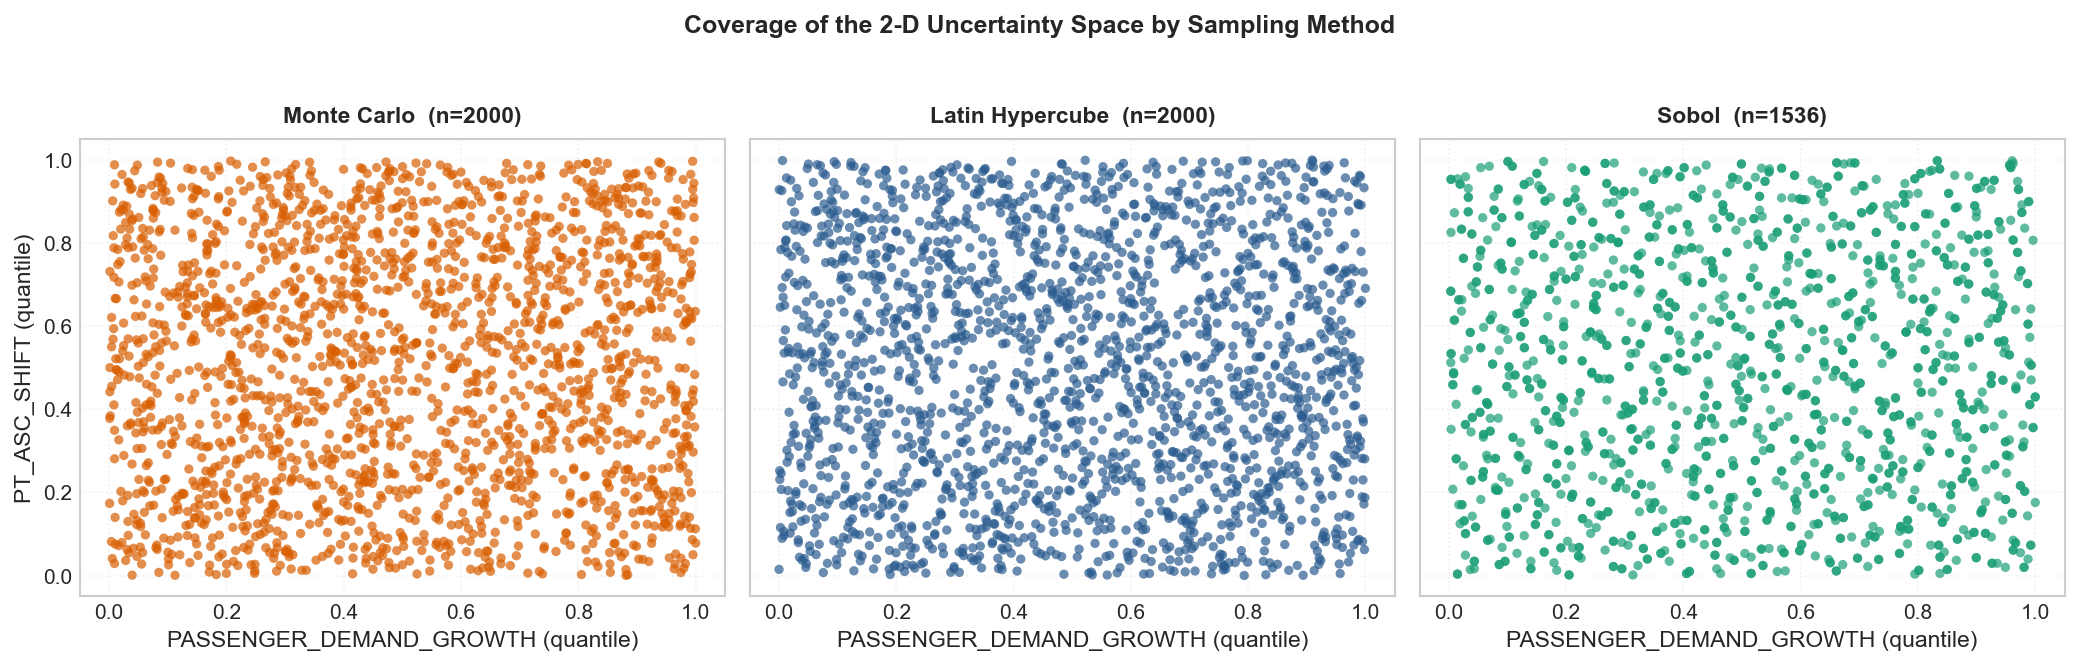 Coverage of the 2-D Uncertainty Space by Sampling Method
Monte Carlo (n=2000)
Latin Hypercube (n=2000)
Sobol (n=1536)
PT_ASC_SHIFT (quantile)
1.0
0.8
0.6
0.4
0.2
0.0
0.0 0.2 0.4 0.6 0.8 1.0
0.0 0.2 0.4 0.6 0.8 1.0
0.0 0.2 0.4 0.6 0.8 1.0
PASSENGER_DEMAND_GROWTH (quantile)
PASSENGER_DEMAND_GROWTH (quantile)
PASSENGER_DEMAND_GROWTH (quantile)